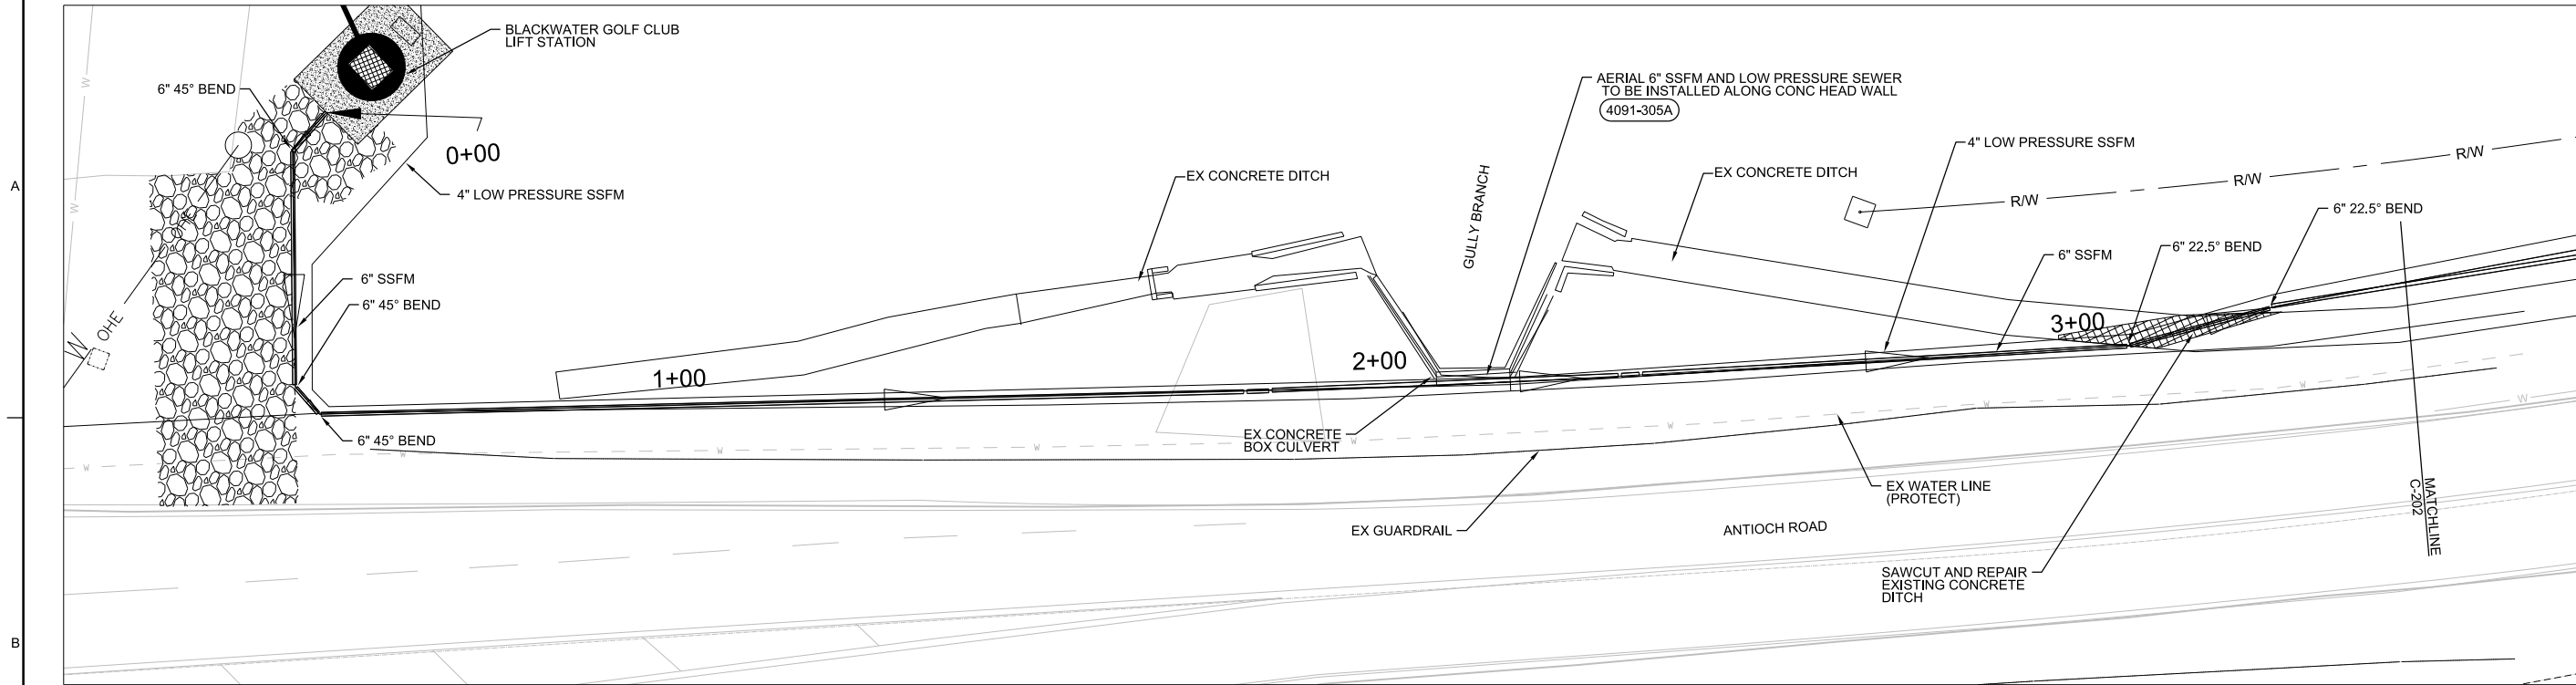 BLACKWATER GOLF CLUB
LIFT STATION
6" 45° BEND
0+00
4" LOW PRESSURE SSFM
W
W
OHE
OHE
W
6" SSFM
6" 45° BEND
6" 45° BEND
1+00
EX CONCRETE DITCH
2+00
GULLY BRANCH
AERIAL 6" SSFM AND LOW PRESSURE SEWER
TO BE INSTALLED ALONG CONC HEAD WALL
4091-305A
EX CONCRETE DITCH
4" LOW PRESSURE SSFM
R/W
R/W
R/W
6" 22.5° BEND
6" 22.5° BEND
6" SSFM
3+00
EX CONCRETE
BOX CULVERT
W
W
W
W
W
W
W
W
W
EX GUARDRAIL
EX WATER LINE
(PROTECT)
ANTIOCH ROAD
SAWCUT AND REPAIR
EXISTING CONCRETE
DITCH
MATCHLINE
C-202
A
B